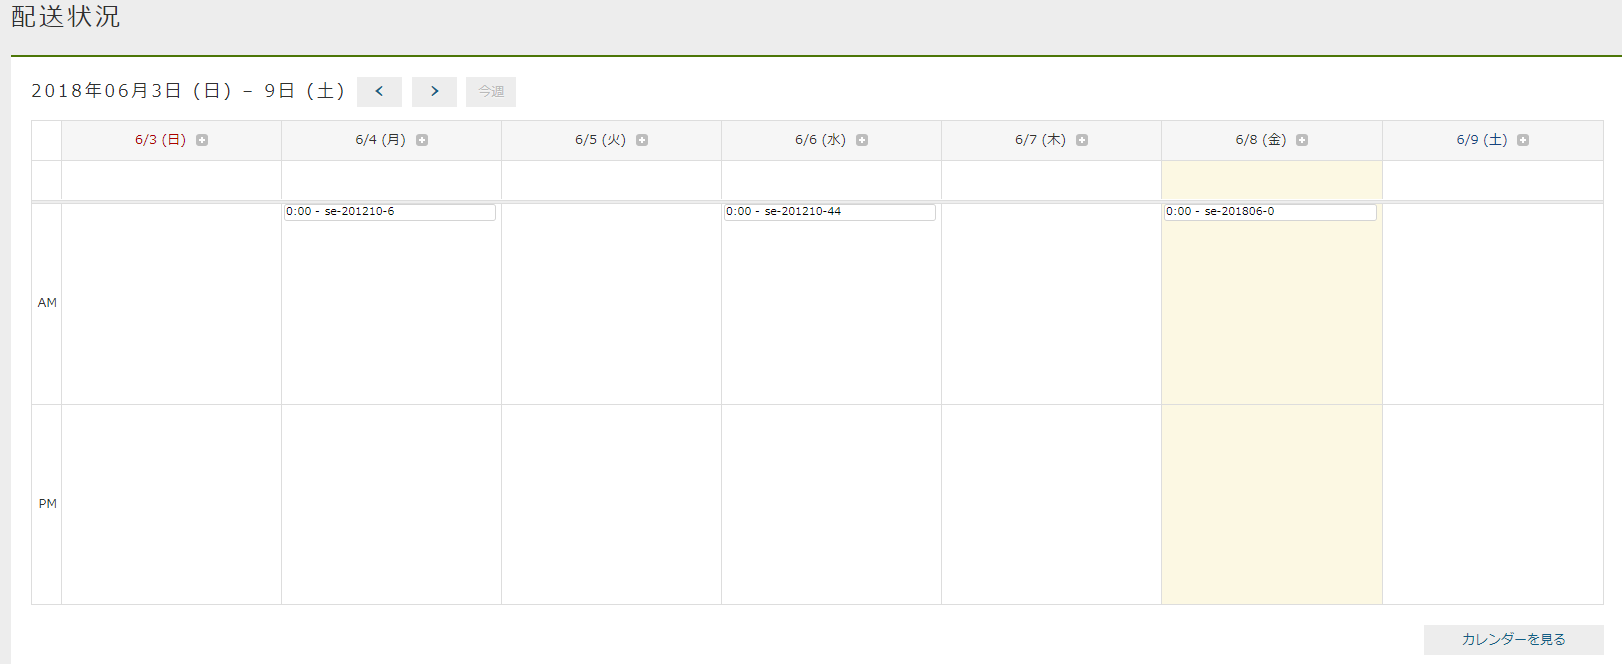 配送状況
2018年06月3日 (日) – 9日 (土) 今週
6/3 (日) 6/4 (月) 6/5 (火) 6/6 (水) 6/7 (木) 6/8 (金) 6/9 (土)
0:00 - se-201210-6 0:00 - se-201210-44 0:00 - se-201806-0
AM
PM
カレンダーを見る